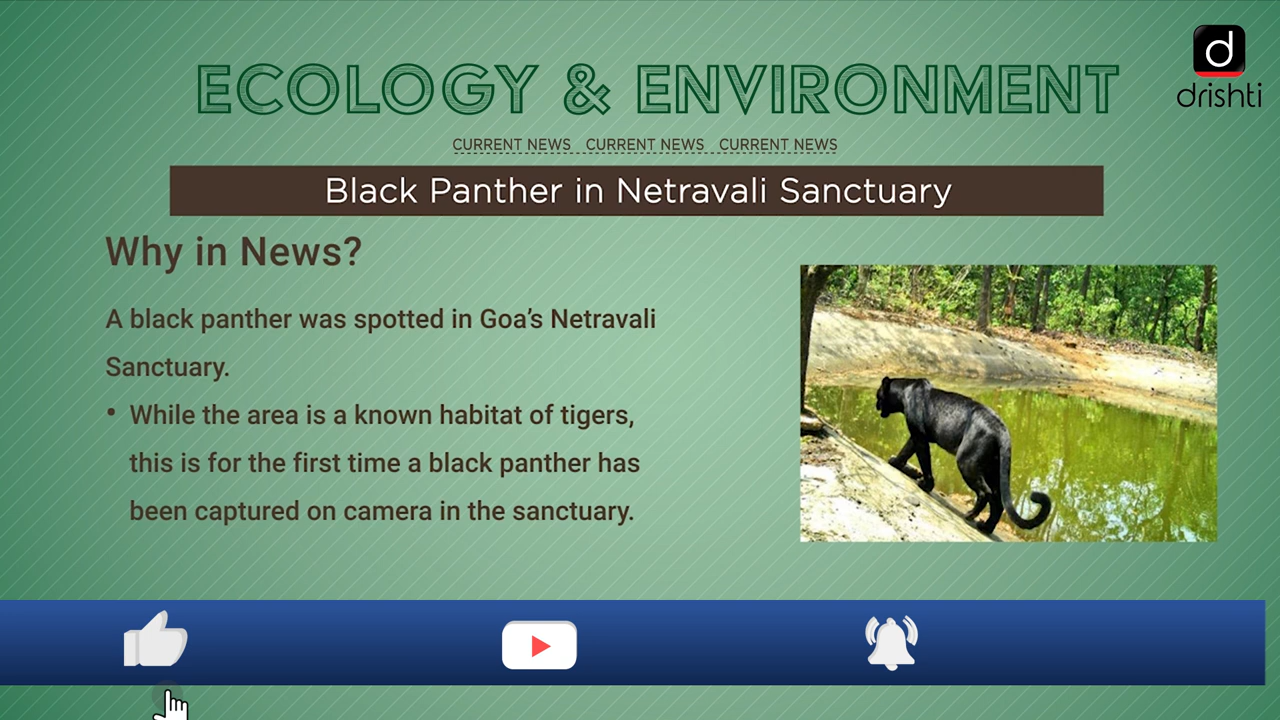 ECOLOGY & ENVIRONMENT
d
drishti
CURRENT NEWS CURRENT NEWS CURRENT NEWS
Black Panther in Netravali Sanctuary
Why in News?
A black panther was spotted in Goa’s Netravali
Sanctuary.
• While the area is a known habitat of tigers,
this is for the first time a black panther has
been captured on camera in the sanctuary.